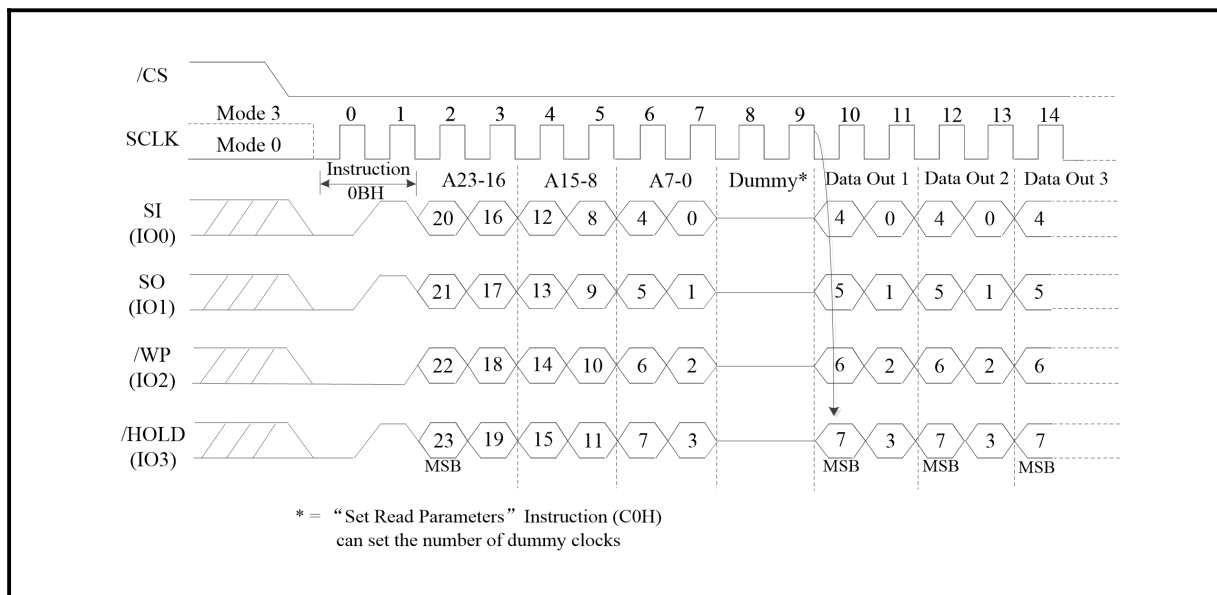 /CS
Mode 3 0 1 2 3 4 5 6 7 8 9 10 11 12 13 14
SCLK
Mode 0
Instruction
0BH
A23-16 A15-8 A7-0 Dummy* Data Out 1 Data Out 2 Data Out 3
SI
(IO0)
20 16 12 8 4 0 4 0 4 0 4
SO
(IO1)
21 17 13 9 5 1 5 1 5 1 5
/WP
(IO2)
22 18 14 10 6 2 6 2 6 2 6
/HOLD
(IO3)
23 19 15 11 7 3 7 3 7 3 7
MSB MSB MSB MSB
* = “Set Read Parameters” Instruction (C0H)
can set the number of dummy clocks